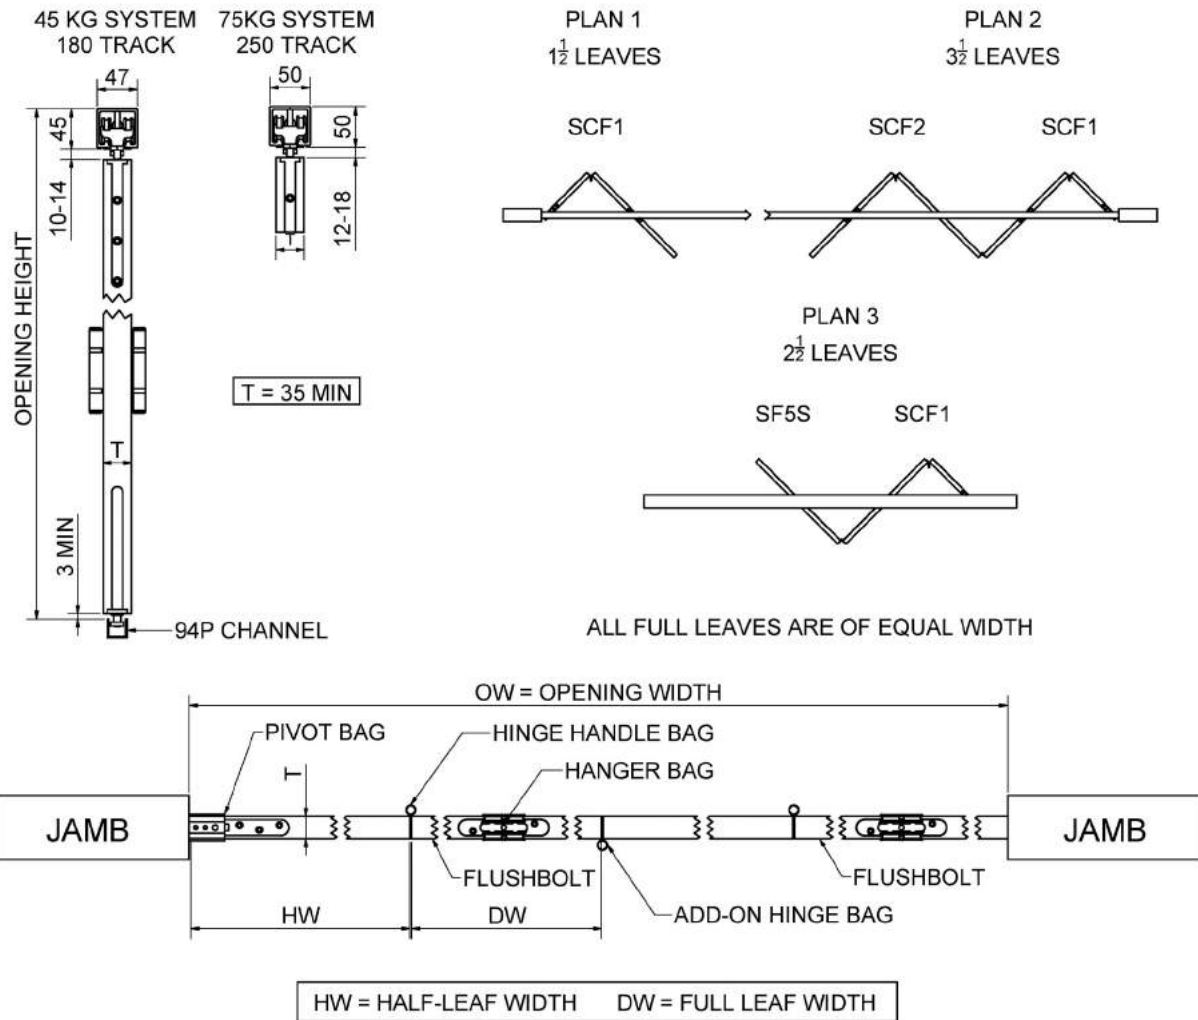 45 KG SYSTEM
180 TRACK
75KG SYSTEM
250 TRACK
PLAN 1
1½ LEAVES
PLAN 2
3½ LEAVES
47
50
45
50
10-14
12-18
SCF1
SCF2
SCF1
OPENING HEIGHT
T
T = 35 MIN
T
3 MIN
94P CHANNEL
PLAN 3
2½ LEAVES
SF5S
SCF1
ALL FULL LEAVES ARE OF EQUAL WIDTH
OW = OPENING WIDTH
PIVOT BAG
HINGE HANDLE BAG
HANGER BAG
T
JAMB
JAMB
FLUSHBOLT
FLUSHBOLT
HW
DW
ADD-ON HINGE BAG
HW = HALF-LEAF WIDTH DW = FULL LEAF WIDTH